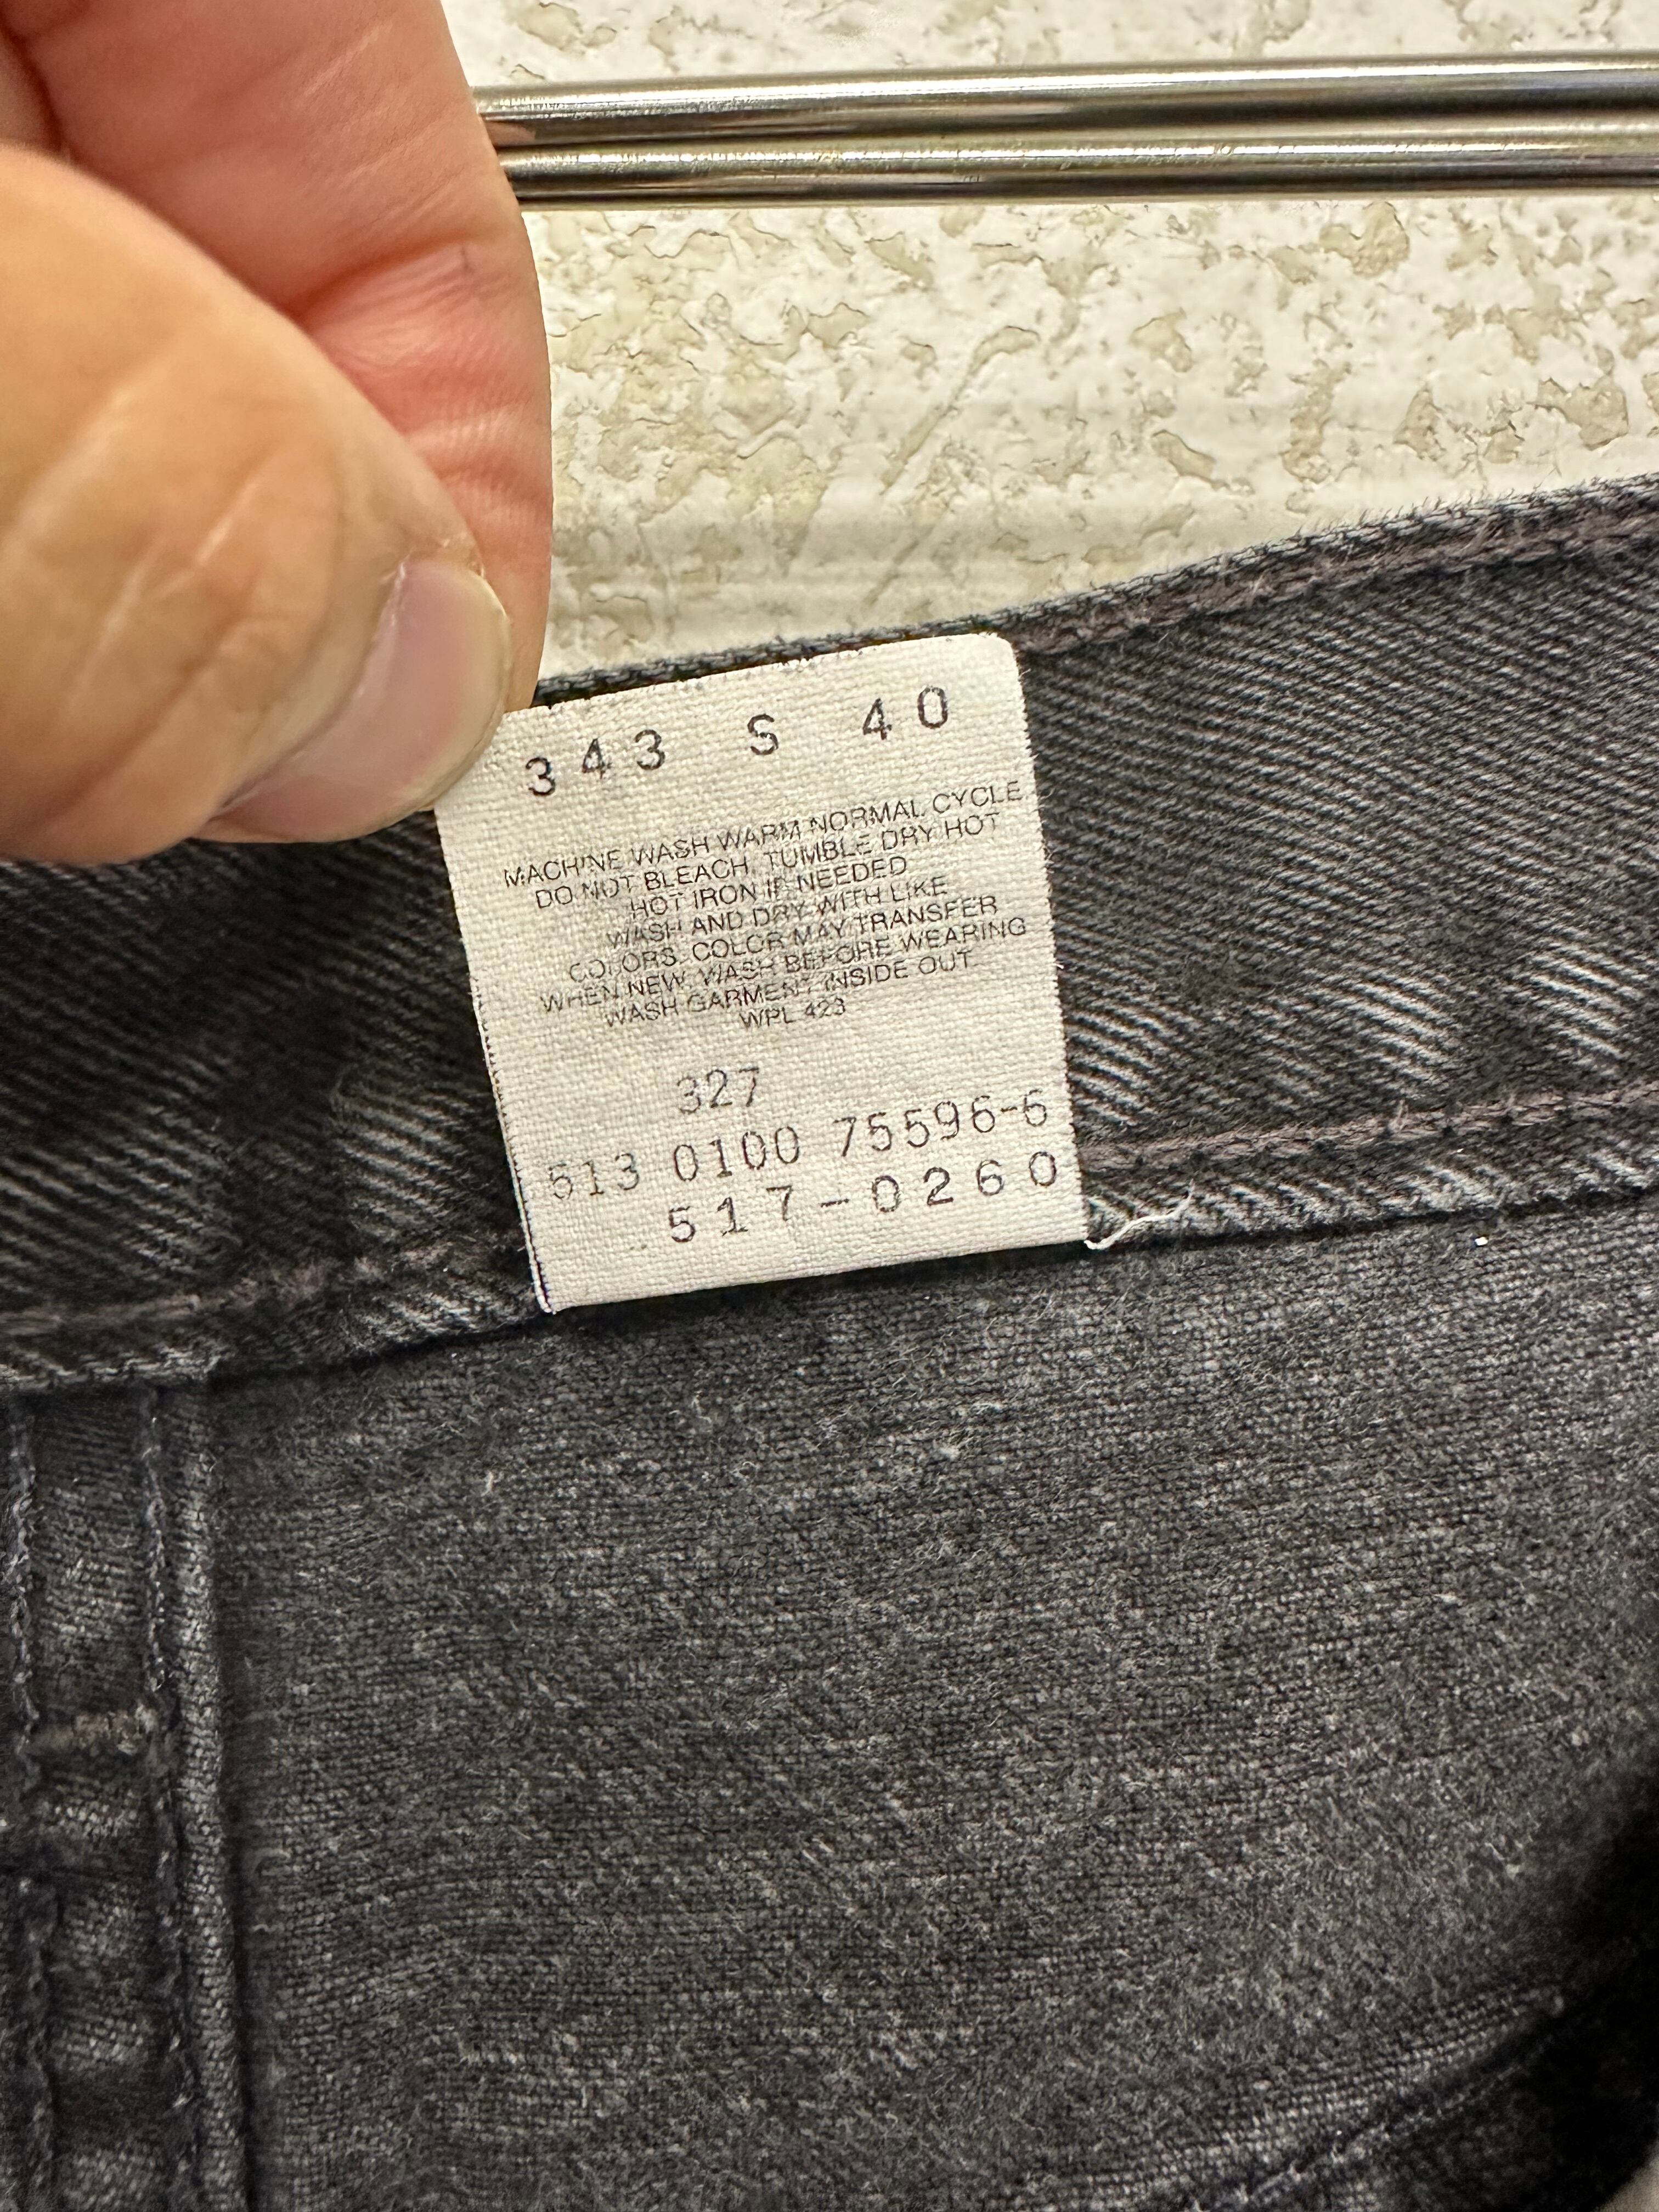 343 S 40
MACHINE WASH WARM NORMAL CYCLE
DO NOT BLEACH. TUMBLE DRY HOT
HOT IRON IF NEEDED
WASH AND DRY WITH LIKE
COLORS. COLOR MAY TRANSFER
WHEN NEW. WASH BEFORE WEARING
WASH GARMENT INSIDE OUT
WPL 423
327
513 0100 75596-6
517-0260